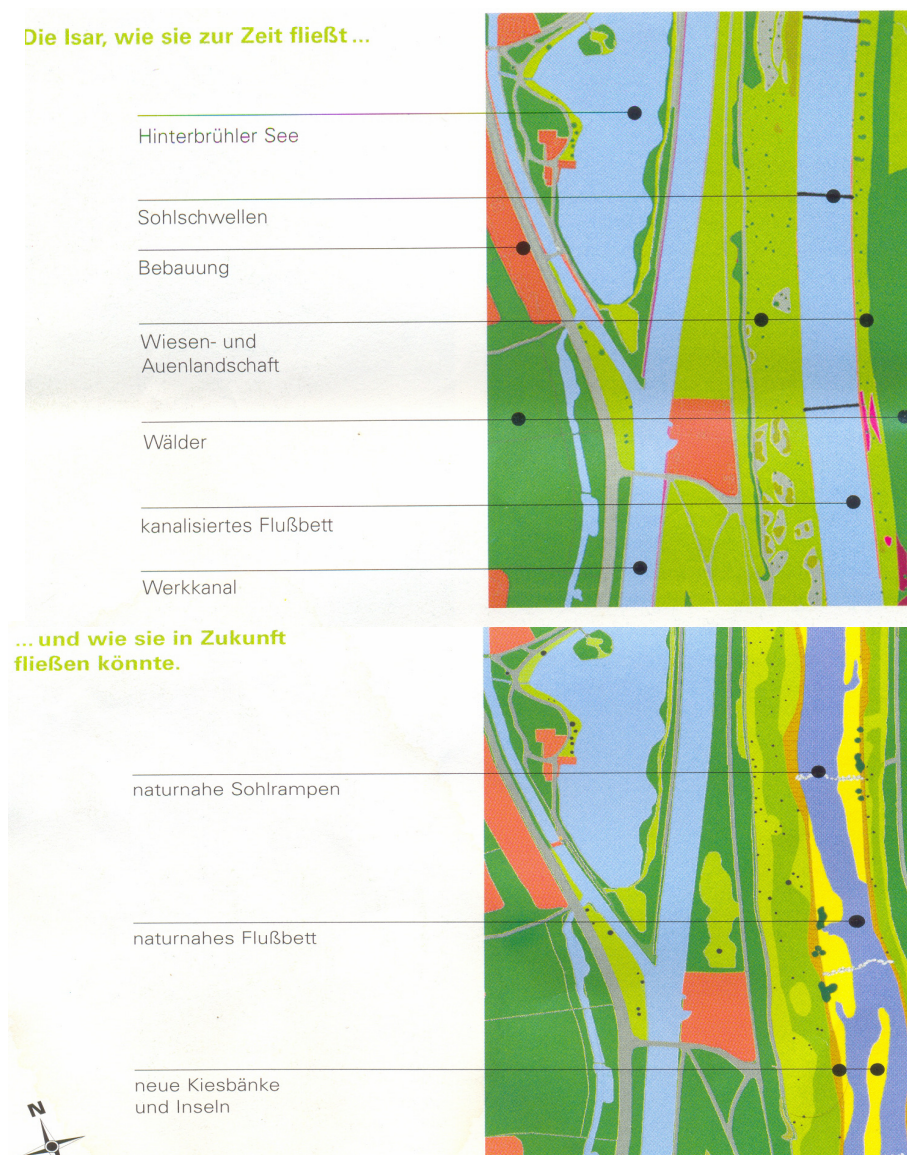 Die Isar, wie sie zur Zeit fließt...
Hinterbrühler See
Sohlschwellen
Bebauung
Wiesen- und
Auenlandschaft
Wälder
kanalisiertes Flußbett
Werkkanal
... und wie sie in Zukunft
fließen könnte.
naturnahe Sohlrampen
naturnahes Flußbett
neue Kiesbänke
und Inseln
N